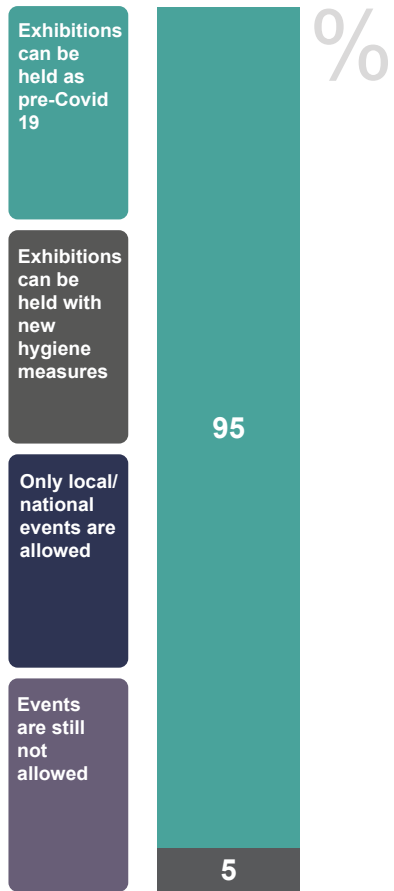 Exhibitions
can be
held as
pre-Covid
19
%
Exhibitions
can be
held with
new
hygiene
measures
95
Only local/
national
events are
allowed
Events
are still
not
allowed
5